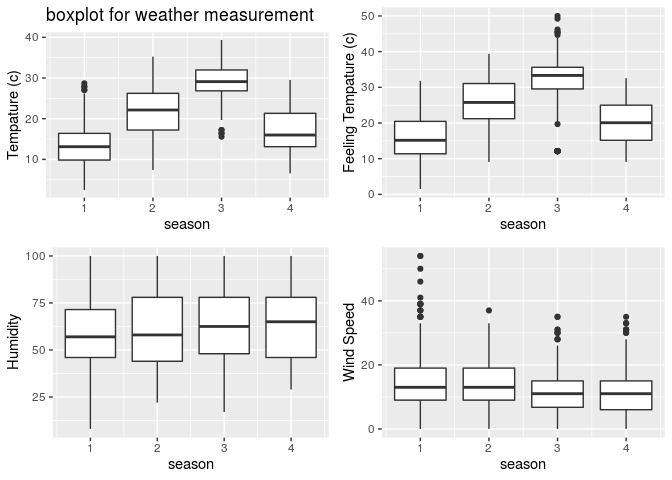 boxplot for weather measurement
Tempature (c)
40
30
20
10
1 2 3 4
season
Feeling Tempature (c)
50
40
30
20
10
0
1 2 3 4
season
Humidity
100
75
50
25
1 2 3 4
season
Wind Speed
40
20
0
1 2 3 4
season